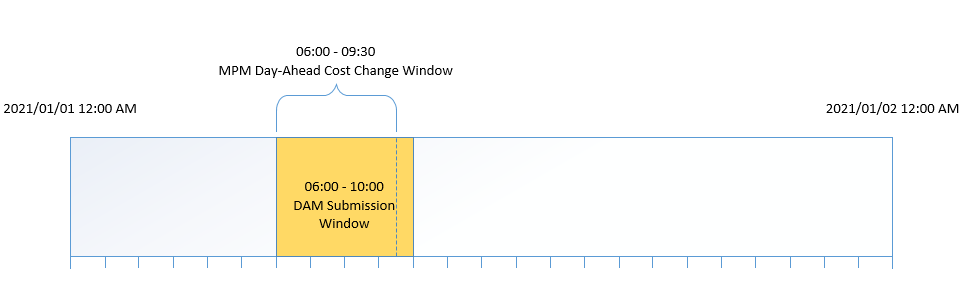 06:00 - 09:30
MPM Day-Ahead Cost Change Window
2021/01/01 12:00 AM
2021/01/02 12:00 AM
06:00 - 10:00
DAM Submission
Window